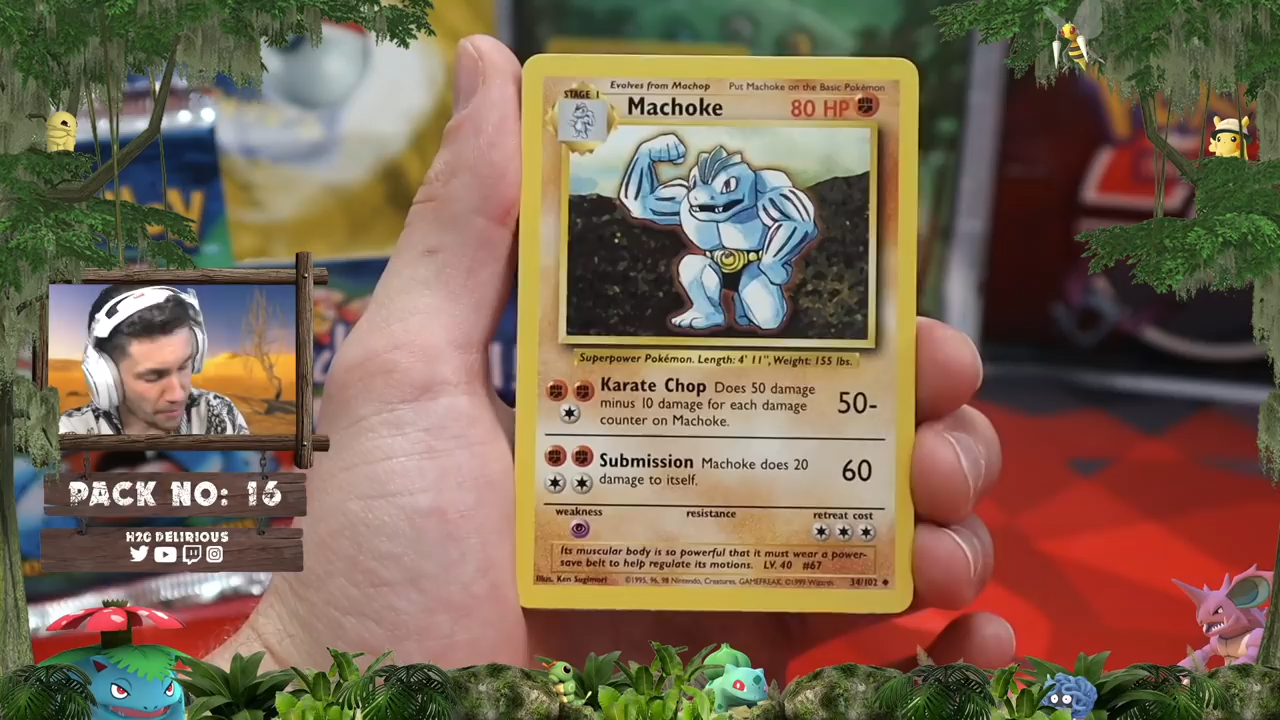 Evolves from Machop Put Machoke on the Basic Pokémon
STAGE 1
Machoke 80 HP
Superpower Pokémon. Length: 4' 11", Weight: 155 lbs.
Karate Chop Does 50 damage
minus 10 damage for each damage
counter on Machoke.
50-
Submission Machoke does 20
damage to itself.
60
weakness resistance retreat cost
Its muscular body is so powerful that it must wear a power-
save belt to help regulate its motions. LV. 40 #67
Illus. Ken Sugimori ©1995, 96, 98 Nintendo, Creatures, GAMEFREAK. ©1999 Wizards. 34/102
PACK NO: 16
H2O DELIRIOUS